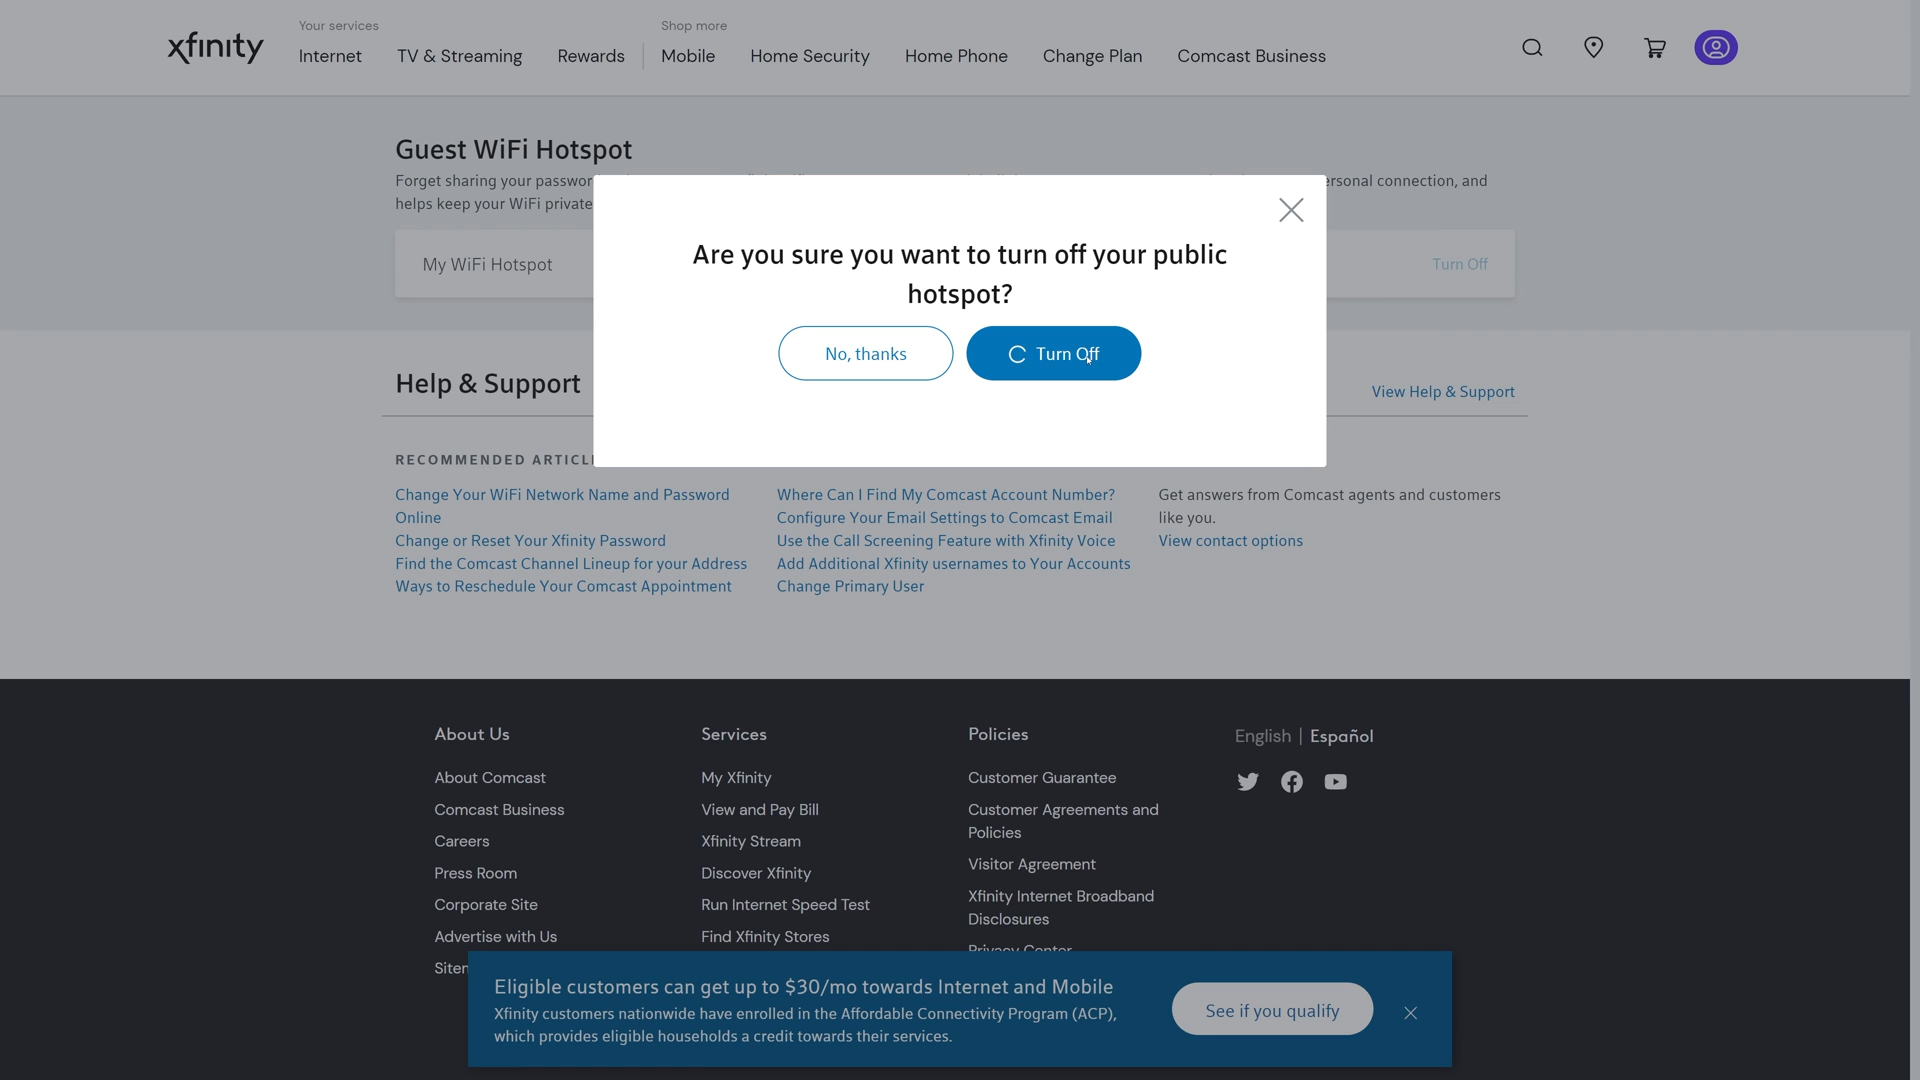 Your services
Shop more
xfinity
Internet
TV & Streaming
Rewards
Mobile
Home Security
Home Phone
Change Plan
Comcast Business
Guest WiFi Hotspot
Forget sharing your
ersonal connection, and
helps keep your WiFi private
My WiFi Hotspot
Turn Off
Are you sure you want to turn off your public
hotspot?
No, thanks
Turn Off
Help & Support
View Help & Support
RECOMMENDED
Change Your WiFi Network Name and Password
Online
Change or Reset Your Xfinity Password
Find the Comcast Channel Lineup for your Address
Ways to Reschedule Your Comcast Appointment
Where Can I Find My Comcast Account Number?
Configure Your Email Settings to Comcast Email
Use the Call Screening Feature with Xfinity Voice
Add Additional Xfinity usernames to Your Accounts
Change Primary User
Get answers from Comcast agents and customers
like you.
View contact options
About Us
About Comcast
Comcast Business
Careers
Press Room
Corporate Site
Advertise with Us
Services
My Xfinity
View and Pay Bill
Xfinity Stream
Discover Xfinity
Run Internet Speed Test
Find Xfinity Stores
Policies
Customer Guarantee
Customer Agreements and
Policies
Visitor Agreement
Xfinity Internet Broadband
Disclosures
Privacy Center
English | Español
Eligible customers can get up to $30/mo towards Internet and Mobile
Xfinity customers nationwide have enrolled in the Affordable Connectivity Program (ACP),
which provides eligible households a credit towards their services.
See if you qualify